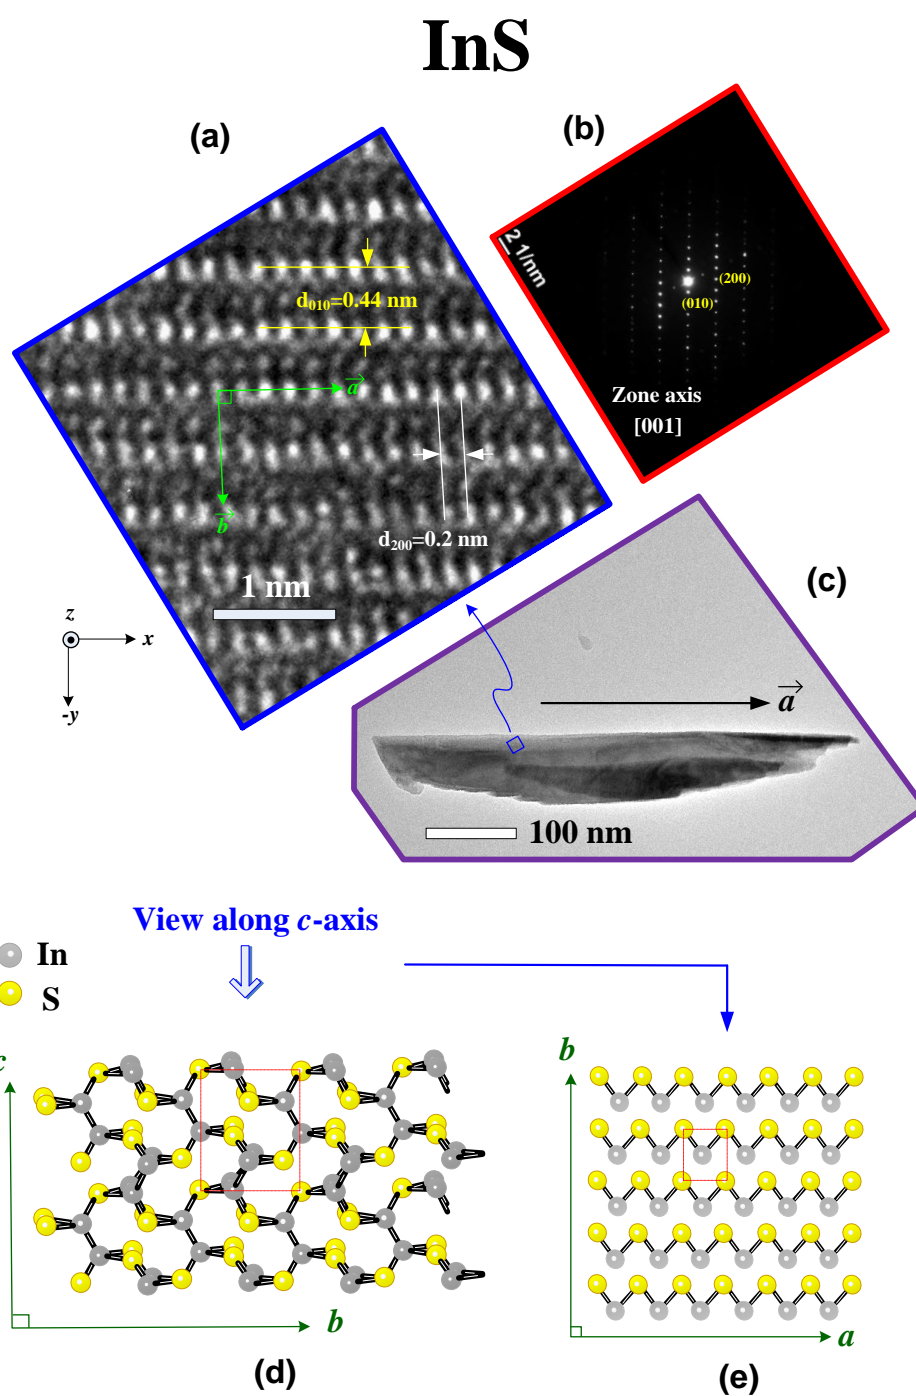 InS
(a)
(b)
2 1/nm
(200)
(010)
Zone axis
[001]
d010=0.44 nm
a
b
d200=0.2 nm
1 nm
z
x
-y
(c)
a
100 nm
View along c-axis
In
S
c
b
(d)
b
a
(e)